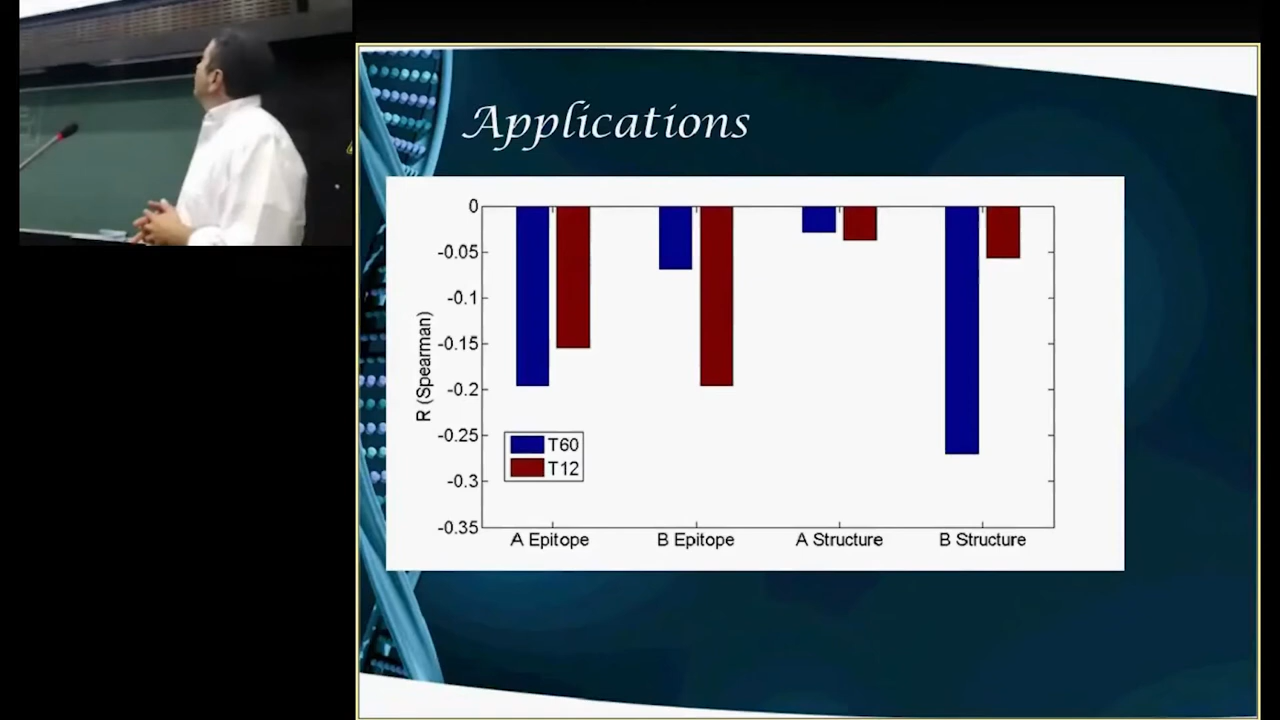 Applications
0
-0.05
-0.1
-0.15
-0.2
-0.25
-0.3
-0.35
R (Spearman)
T60
T12
A Epitope B Epitope A Structure B Structure